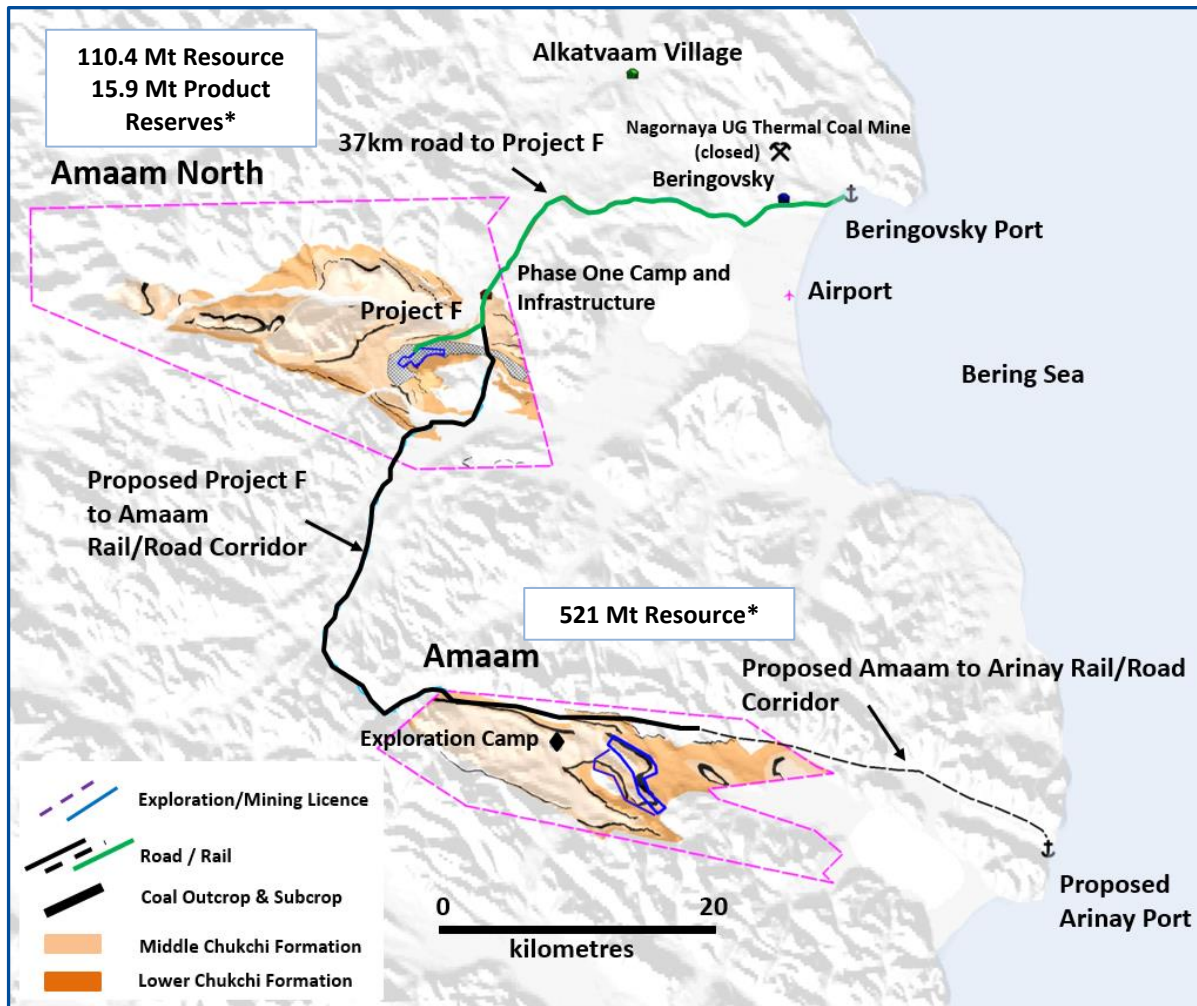 110.4 Mt Resource
15.9 Mt Product
Reserves*
Alkatvaam Village
37km road to Project F
Nagornaya UG Thermal Coal Mine
(closed)
Beringovsky
Amaam North
Beringovsky Port
Phase One Camp and
Infrastructure
Airport
Project F
Bering Sea
Proposed Project F
to Amaam
Rail/Road Corridor
521 Mt Resource*
Amaam
Proposed Amaam to Arinay Rail/Road
Corridor
Exploration Camp
Exploration/Mining Licence
Road / Rail
Coal Outcrop & Subcrop
Middle Chukchi Formation
Lower Chukchi Formation
0 20
kilometres
Proposed
Arinay Port